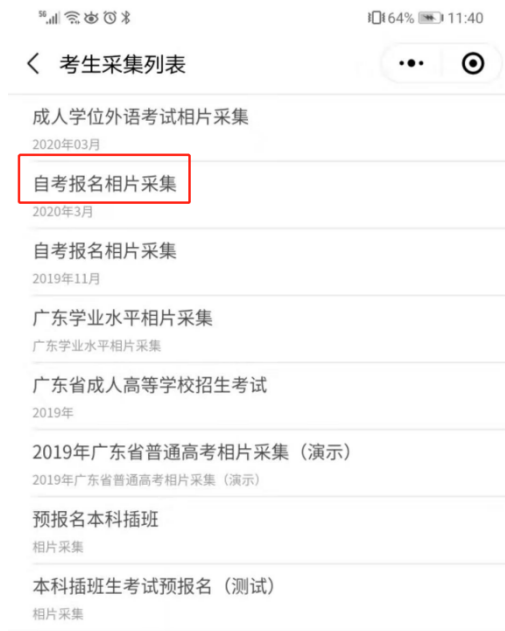 5G 64% 11:40
考生采集列表
成人学位外语考试相片采集
2020年03月
自考报名相片采集
2020年3月
自考报名相片采集
2019年11月
广东学业水平相片采集
广东学业水平相片采集
广东省成人高等学校招生考试
2019年
2019年广东省普通高考相片采集（演示）
2019年广东省普通高考相片采集（演示）
预报名本科插班
相片采集
本科插班生考试预报名（测试）
相片采集